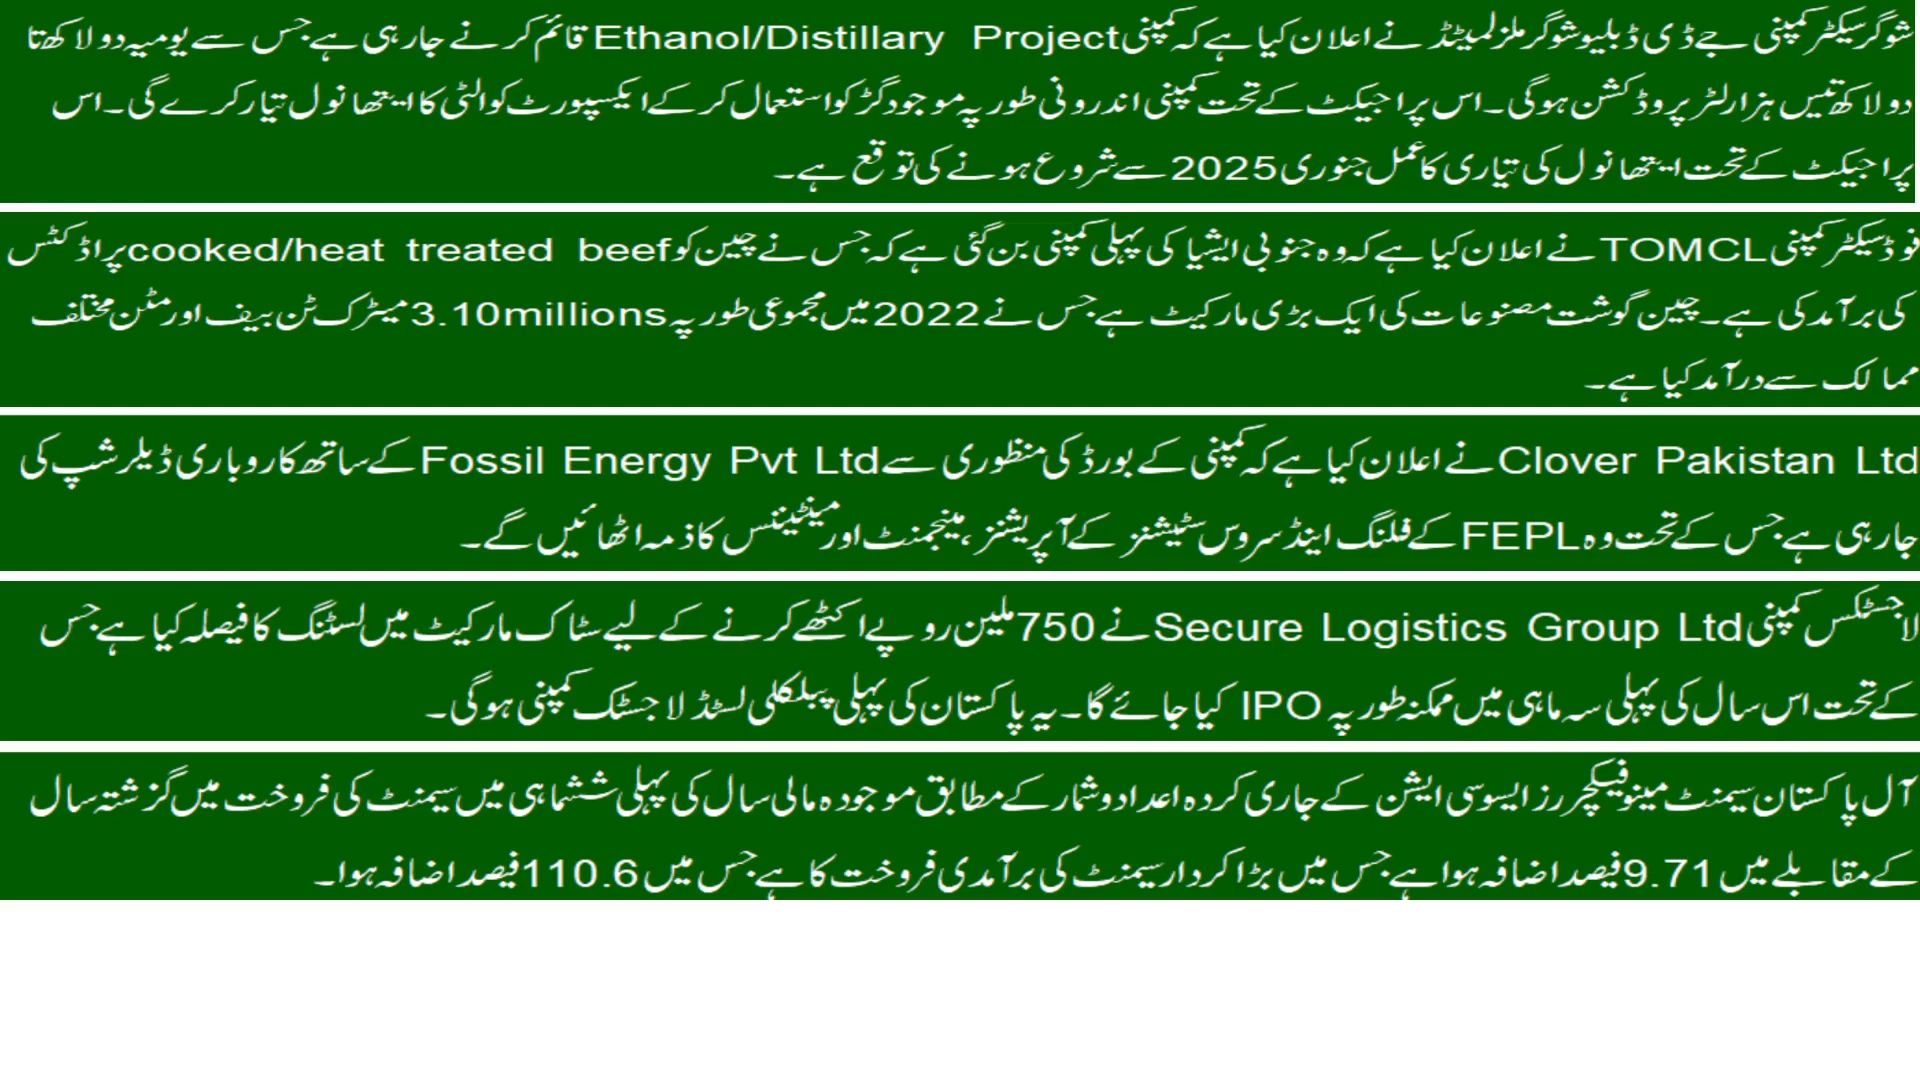 شوگرسیکٹر کمپنی جے ڈی ڈبلیو شوگر ملز لمیٹڈ نے اعلان کیا ہے کہ کمپنی Ethanol/Distillary Project قائم کرنے جارہی ہے جس سے یومیہ دو لاکھ تا
دو لاکھ تیس ہزار لٹر پروڈکشن ہوگی۔ اس پراجیکٹ کے تحت کمپنی اندرونی طور پہ موجود گڑ کو استعمال کرکے ایکسپورٹ کوالٹی کا ایتھانول تیار کرے گی۔ اس
پراجیکٹ کے تحت ایتھانول کی تیاری کا عمل جنوری 2025 سے شروع ہونے کی توقع ہے۔
فوڈ سیکٹر کمپنی TOMCL نے اعلان کیا ہے کہ وہ جنوبی ایشیا کی پہلی کمپنی بن گئی ہے کہ جس نے چین کو cooked/heat treated beef پراڈکٹس
کی برآمد کی ہے۔ چین گوشت مصنوعات کی ایک بڑی مارکیٹ ہے جس نے 2022 میں مجموعی طور پہ 3.10millions میٹرک ٹن بیف اور مٹن مختلف
ممالک سے درآمد کیا ہے۔
Clover Pakistan Ltd نے اعلان کیا ہے کہ کمپنی کے بورڈ کی منظوری سے Fossil Energy Pvt Ltd کے ساتھ کاروباری ڈیلرشپ کی
جارہی ہے جس کے تحت وہ FEPL کے فلنگ اینڈ سروس سٹیشنز کے آپریشنز، مینجمنٹ اور مینٹیننس کا ذمہ اٹھائیں گے۔
لاجسٹکس کمپنی Secure Logistics Group Ltd نے 750 ملین روپے اکٹھے کرنے کے لیے سٹاک مارکیٹ میں لسٹنگ کا فیصلہ کیا ہے جس
کے تحت اس سال کی پہلی سہ ماہی میں ممکنہ طور پہ IPO کیا جائے گا۔ یہ پاکستان کی پہلی پبلکلی لسٹڈ لاجسٹک کمپنی ہوگی۔
آل پاکستان سیمنٹ مینوفیکچررز ایسوسی ایشن کے جاری کردہ اعداد و شمار کے مطابق موجودہ مالی سال کی پہلی ششماہی میں سیمنٹ کی فروخت میں گزشتہ سال
کے مقابلے میں 9.71 فیصد اضافہ ہوا ہے جس میں بڑا کردار سیمنٹ کی برآمدی فروخت کا ہے جس میں 110.6 فیصد اضافہ ہوا۔